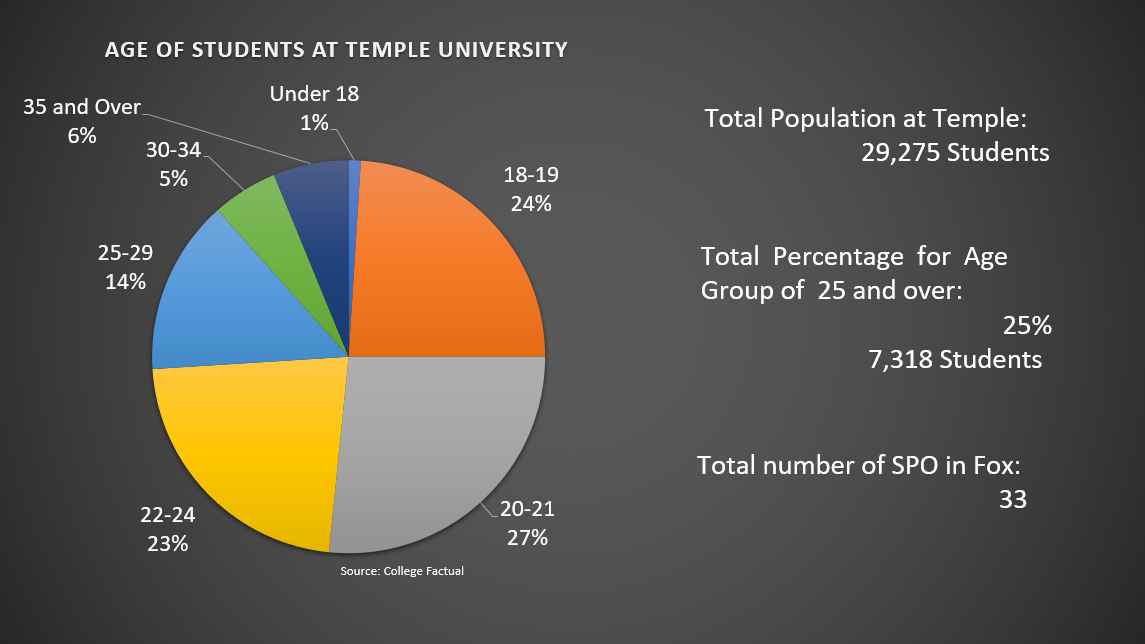 AGE OF STUDENTS AT TEMPLE UNIVERSITY
Under 18
1%
18-19
24%
20-21
27%
22-24
23%
25-29
14%
30-34
5%
35 and Over
6%
Source: College Factual
Total Population at Temple:
29,275 Students
Total Percentage for Age
Group of 25 and over:
25%
7,318 Students
Total number of SPO in Fox:
33